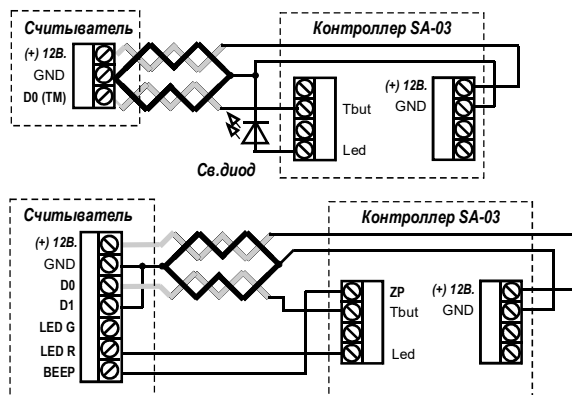 Считыватель
Контроллер SA-03
(+) 12В.
GND
D0 (TM)
(+) 12В.
GND
Tbut
Led
Св.диод
Считыватель
Контроллер SA-03
(+) 12В.
GND
D0
D1
LED G
LED R
BEEP
ZP
Tbut
Led
(+) 12В.
GND